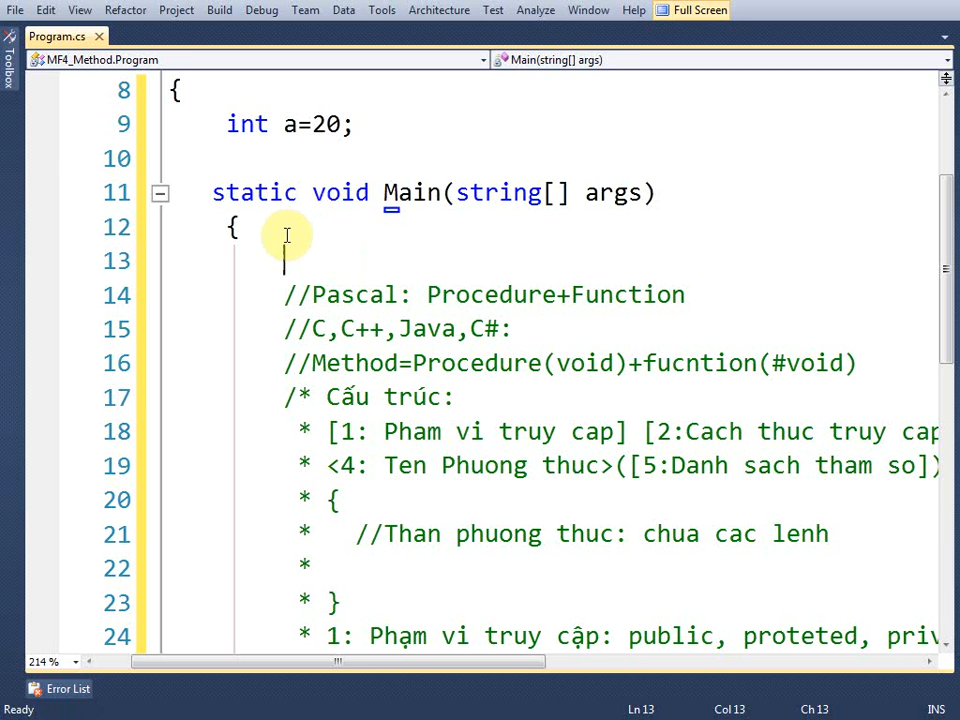 File Edit View Refactor Project Build Debug Team Data Tools Architecture Test Analyze Window Help Full Screen
Program.cs
Toolbox
MF4_Method.Program Main(string[] args)
8 {
9 int a=20;
10
11 static void Main(string[] args)
12 {
13
14 //Pascal: Procedure+Function
15 //C,C++,Java,C#:
16 //Method=Procedure(void)+fucntion(#void)
17 /* Cấu trúc:
18 * [1: Pham vi truy cap] [2:Cach thuc truy cap
19 * <4: Ten Phuong thuc>([5:Danh sach tham so])
20 * {
21 * //Than phuong thuc: chua cac lenh
22 *
23 * }
24 * 1: Phạm vi truy cập: public, proteted, priv
214 %
Error List
Ready Ln 13 Col 13 Ch 13 INS